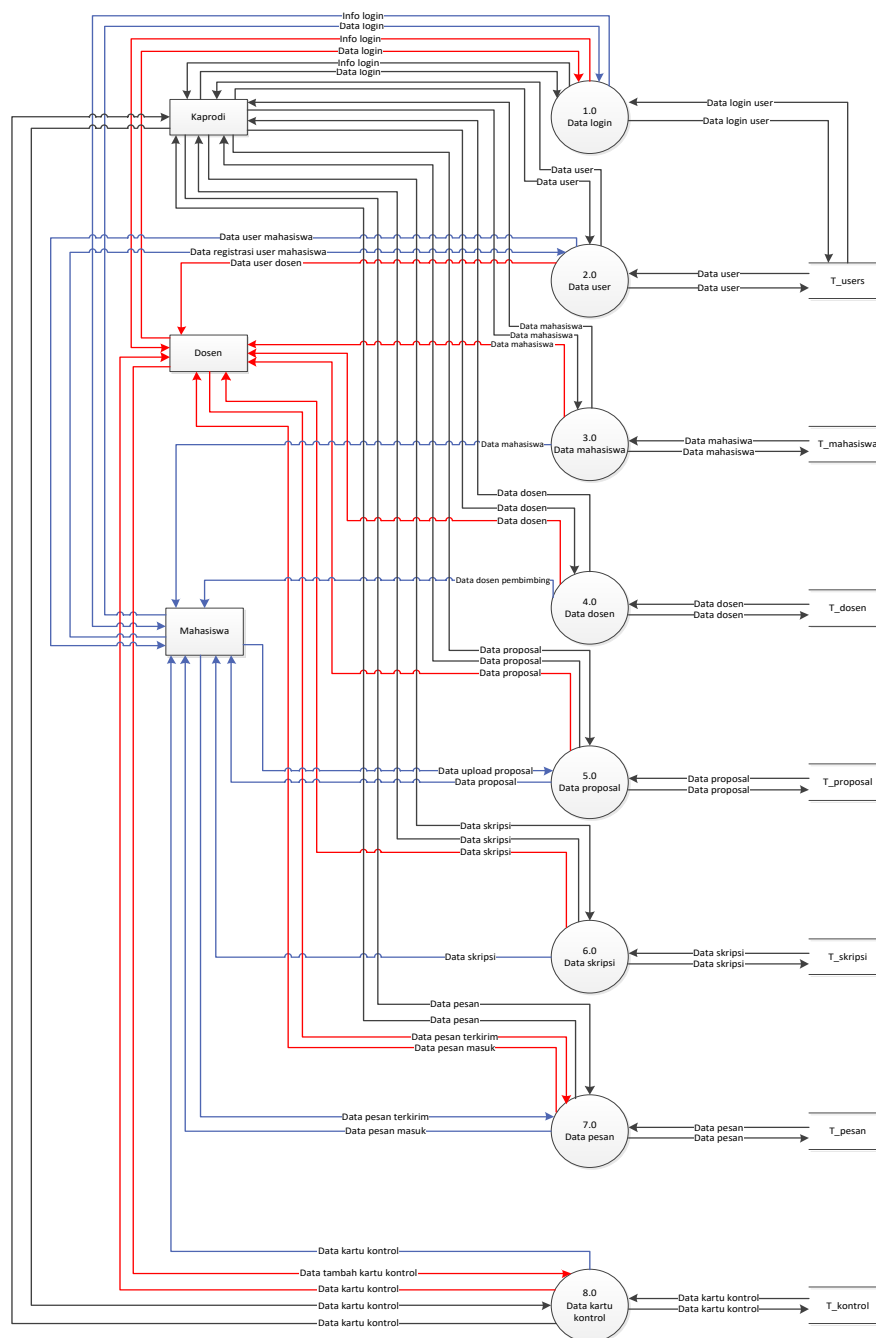 Info login
Data login
Info login
Data login
Info login
Data login
Kaprodi
1.0
Data login
Data login user
Data login user
Data user
Data user
Data user mahasiswa
Data registrasi user mahasiswa
Data user dosen
2.0
Data user
Data user
Data user
T_users
Data mahasiswa
Data mahasiswa
Data mahasiswa
Dosen
Data mahasiswa
3.0
Data mahasiswa
Data mahasiwa
Data mahasiswa
T_mahasiswa
Data dosen
Data dosen
Data dosen
Data dosen pembimbing
4.0
Data dosen
Data dosen
Data dosen
T_dosen
Mahasiswa
Data proposal
Data proposal
Data proposal
Data upload proposal
Data proposal
5.0
Data proposal
Data proposal
Data proposal
T_proposal
Data skripsi
Data skripsi
Data skripsi
Data skripsi
6.0
Data skripsi
Data skripsi
Data skripsi
T_skripsi
Data pesan
Data pesan
Data pesan terkirim
Data pesan masuk
Data pesan terkirim
Data pesan masuk
7.0
Data pesan
Data pesan
Data pesan
T_pesan
Data kartu kontrol
Data tambah kartu kontrol
Data kartu kontrol
Data kartu kontrol
Data kartu kontrol
8.0
Data kartu
kontrol
Data kartu kontrol
Data kartu kontrol
T_kontrol